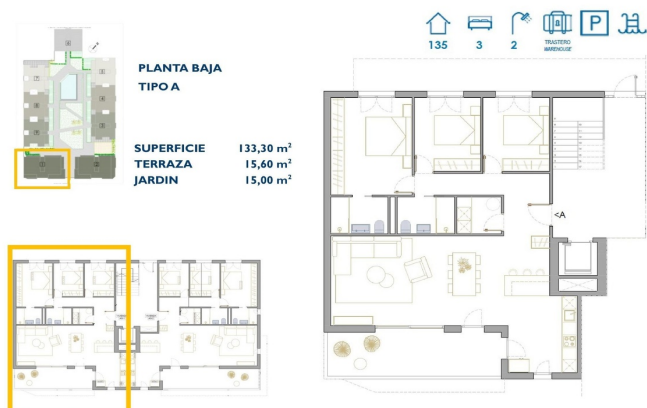 135 3 2 TRASTERO
WAREHOUSE
P
PLANTA BAJA
TIPO A
SUPERFICIE 133,30 m²
TERRAZA 15,60 m²
JARDIN 15,00 m²
<A